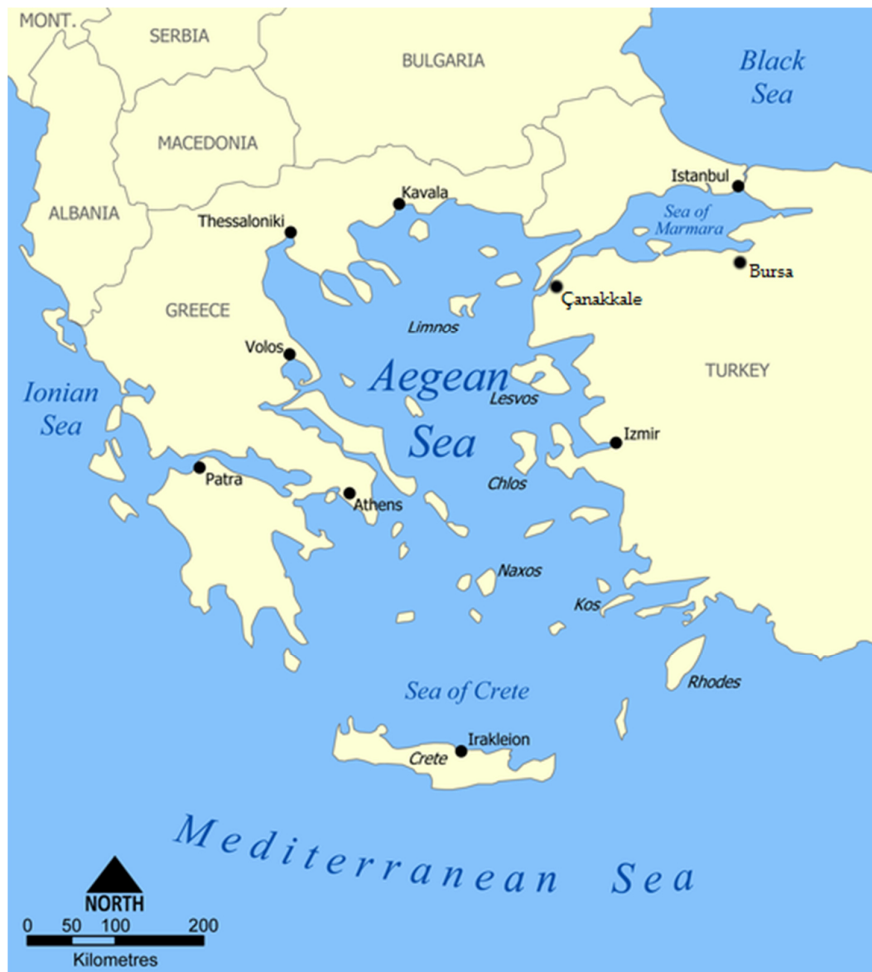 MONT.
SERBIA
BULGARIA
Black
Sea
MACEDONIA
ALBANIA
Istanbul
Kavala
Thessaloniki
Sea of
Marmara
Bursa
Çanakkale
GREECE
Limnos
Volos
TURKEY
Aegean
Sea
Lesvos
Ionian
Sea
Izmir
Patra
Chlos
Athens
Naxos
Kos
Rhodes
Sea of Crete
Irakleion
Crete
Mediterranean Sea
NORTH
0 50 100 200
Kilometres